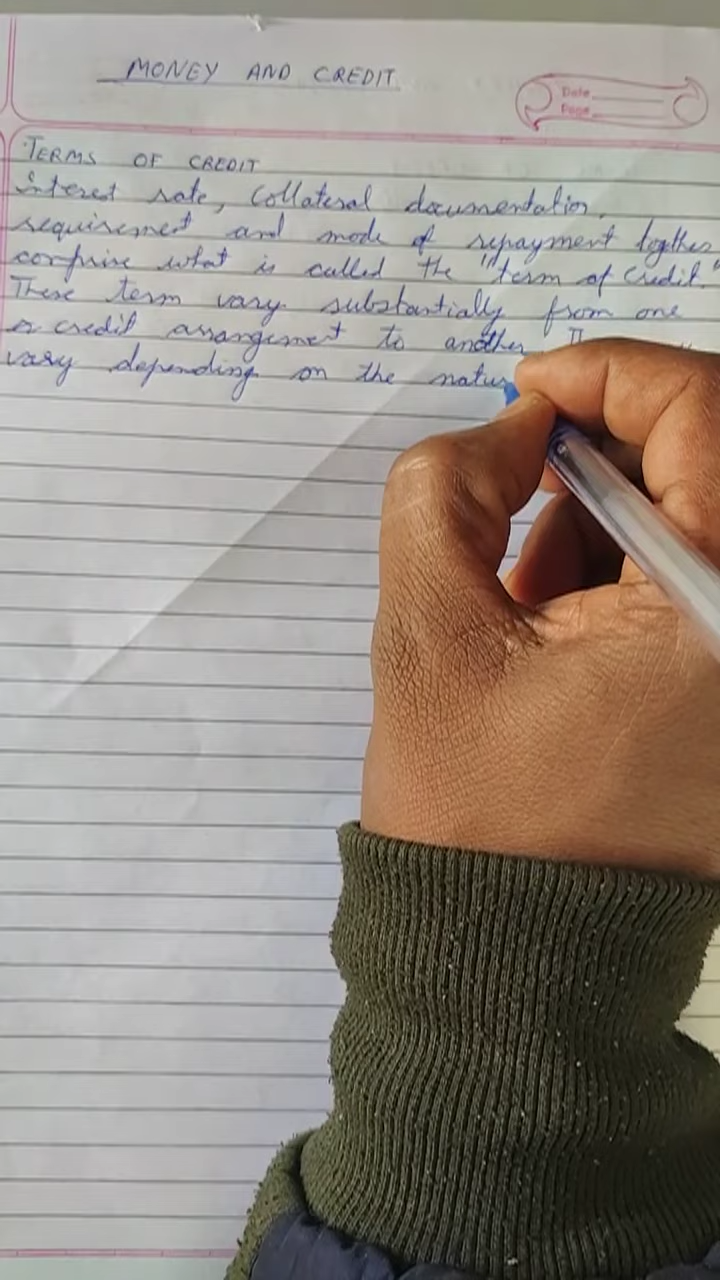 MONEY AND CREDIT
Date
Page
TERMS OF CREDIT
interest rate, Collateral documentation,
requirement and mode of repayment together
comprise what is called the "term of Credit."
These term vary substantially from one
credit arrangement to another
vary depending on the natur